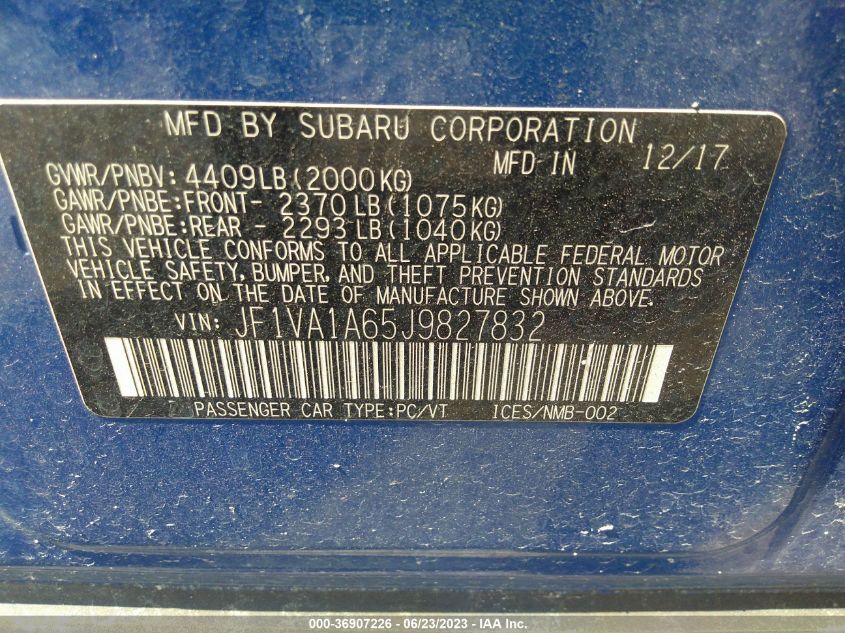 MFD BY SUBARU CORPORATION
MFD IN 12/17
GVWR/PNBV: 4409LB(2000KG)
GAWR/PNBE:FRONT- 2370LB(1075KG)
GAWR/PNBE:REAR - 2293LB(1040KG)
THIS VEHICLE CONFORMS TO ALL APPLICABLE FEDERAL MOTOR
VEHICLE SAFETY, BUMPER, AND THEFT PREVENTION STANDARDS
IN EFFECT ON THE DATE OF MANUFACTURE SHOWN ABOVE.
VIN: JF1VA1A65J9827832
PASSENGER CAR TYPE:PC/VT ICES/NMB-002
000-36907226 - 06/23/2023 - IAA Inc.